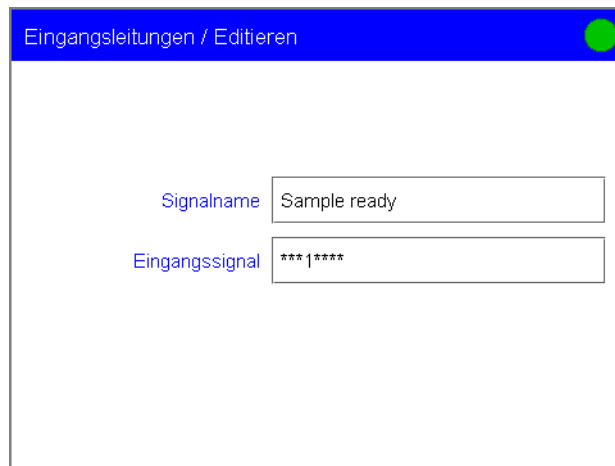 Eingangsleitungen / Editieren
Signalname Sample ready
Eingangssignal ***1****